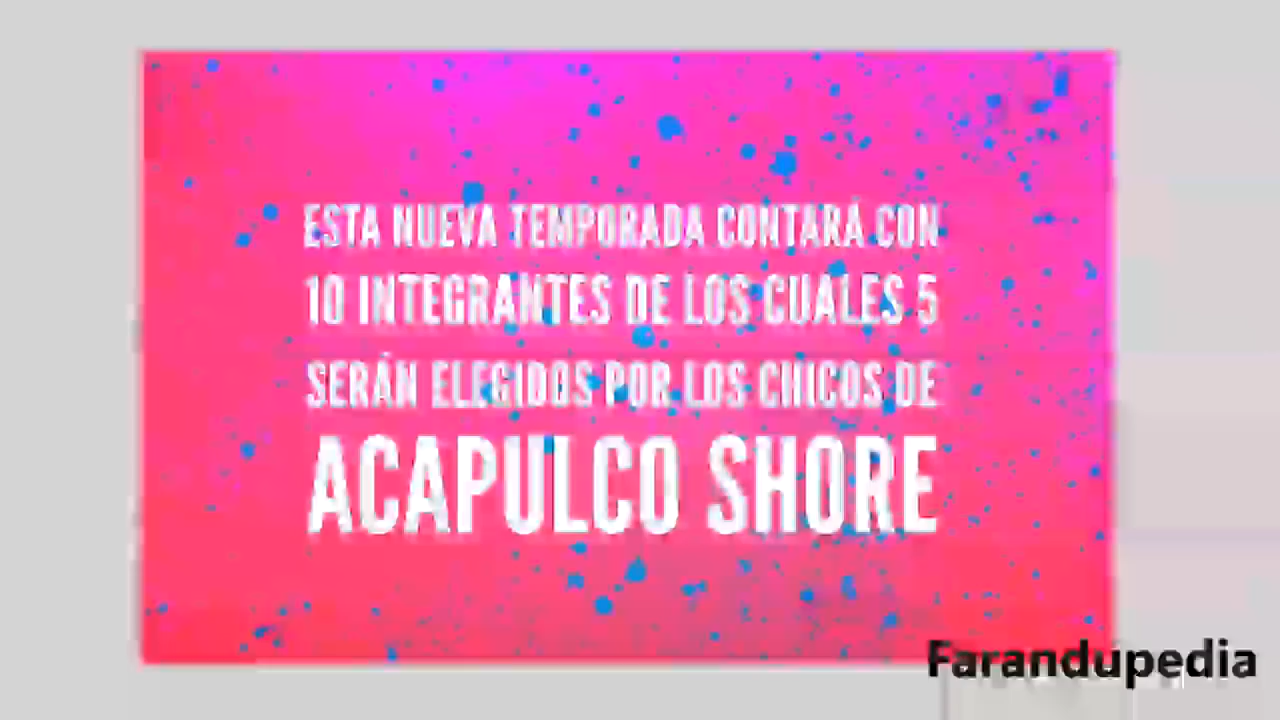 ESTA NUEVA TEMPORADA CONTARÁ CON
10 INTEGRANTES DE LOS CUALES 5
SERÁN ELEGIDOS POR LOS CHICOS DE
ACAPULCO SHORE
Farandupedia